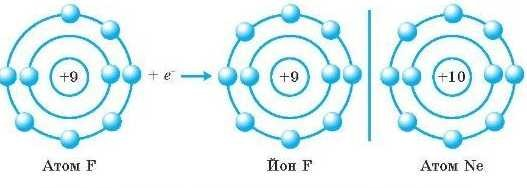 +9 + e⁻ +9 +10
Атом F Йон F Атом Ne